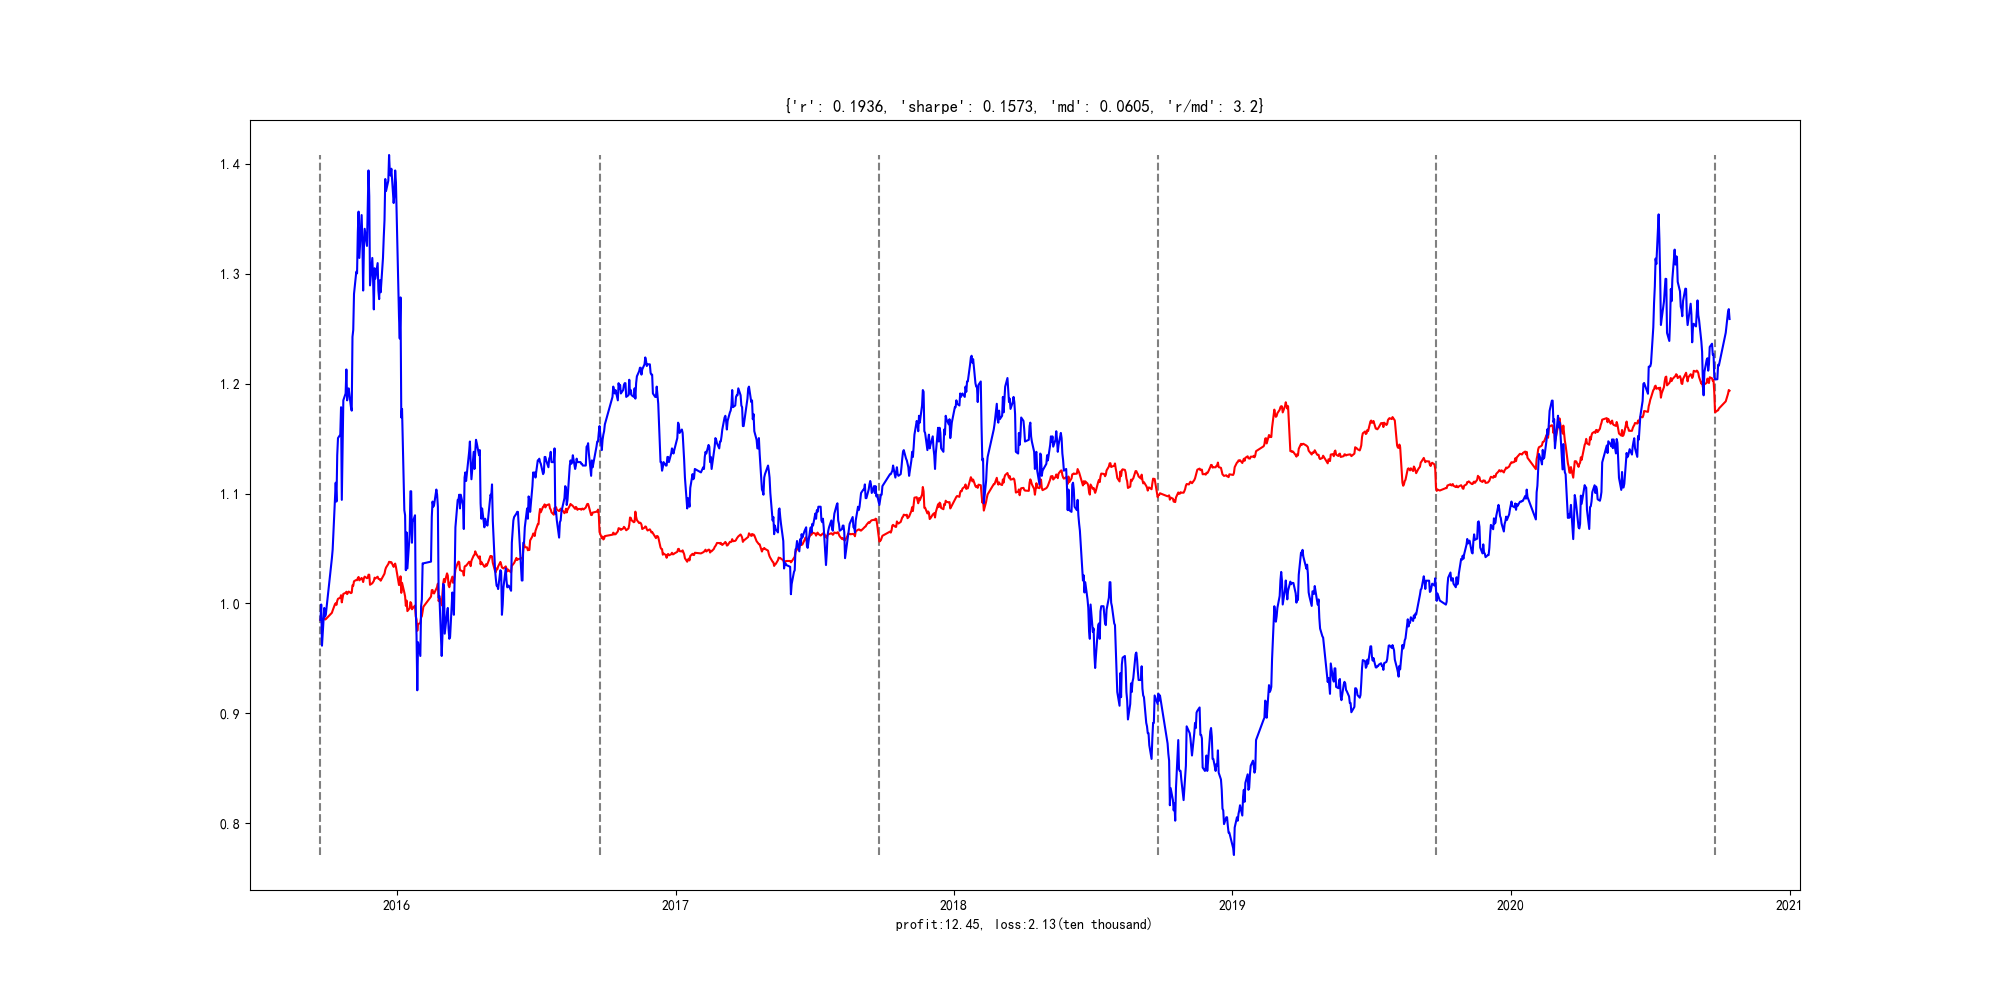 {'r': 0.1936, 'sharpe': 0.1573, 'md': 0.0605, 'r/md': 3.2}
1.4
1.3
1.2
1.1
1.0
0.9
0.8
2016 2017 2018 2019 2020 2021
profit:12.45, loss:2.13(ten thousand)